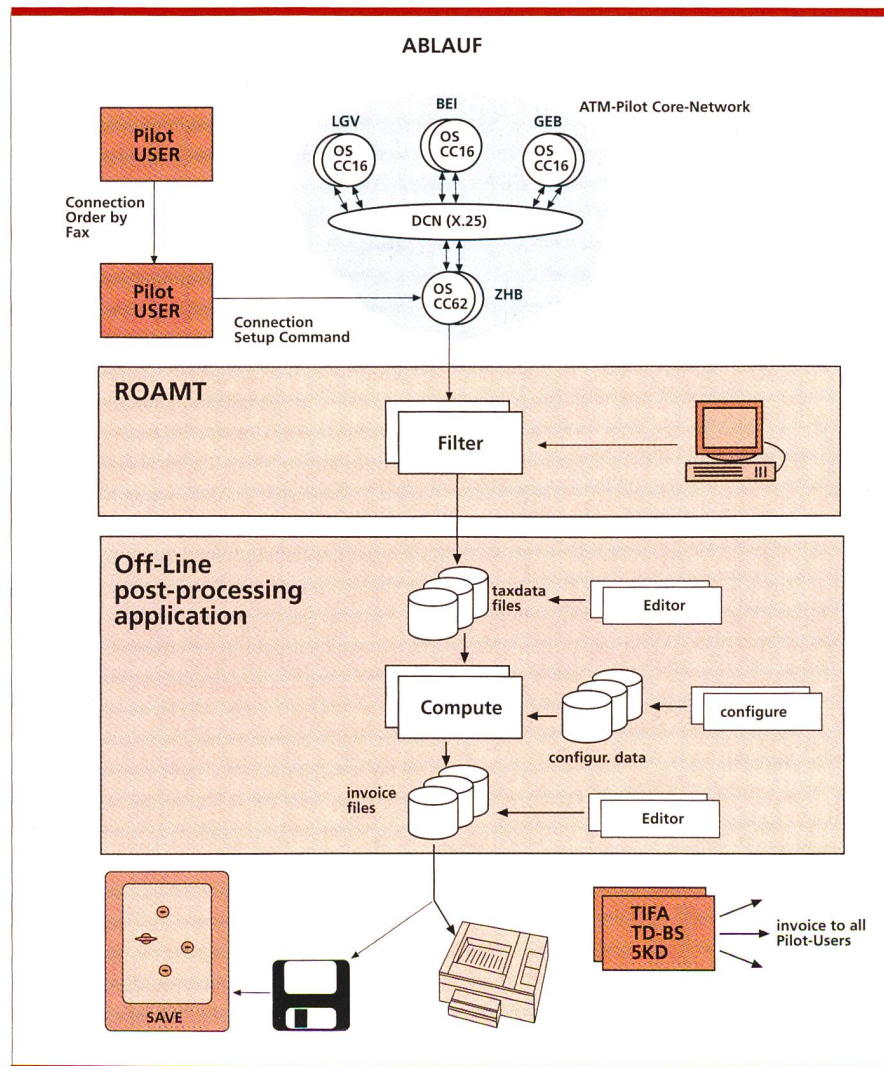 ABLAUF
ATM-Pilot Core-Network
LGV
BEI
GEB
OS
CC16
OS
CC16
OS
CC16
DCN (X.25)
OS
CC62
ZHB
Pilot
USER
Connection
Order by
Fax
Pilot
USER
Connection
Setup Command
ROAMT
Filter
Off-Line
post-processing
application
taxdata
files
Editor
Compute
configur. data
configure
invoice
files
Editor
SAVE
TIFA
TD-BS
5KD
invoice to all
Pilot-Users